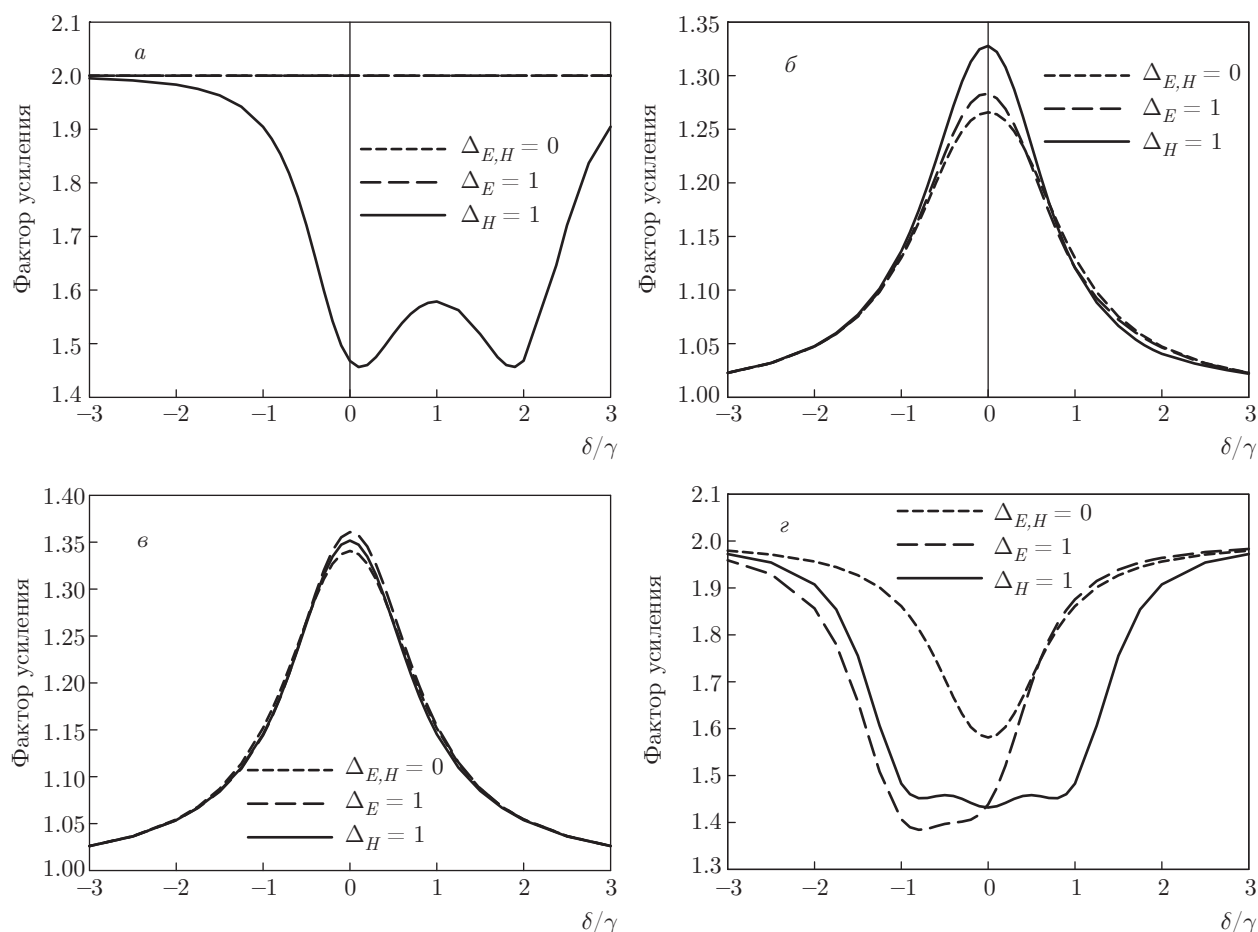 2.1
2.0
1.9
1.8
1.7
1.6
1.5
1.4
Фактор усиления
а
Δ_{E,H} = 0
Δ_E = 1
Δ_H = 1
−3 −2 −1 0 1 2 3
δ/γ
1.35
1.30
1.25
1.20
1.15
1.10
1.05
1.00
Фактор усиления
б
Δ_{E,H} = 0
Δ_E = 1
Δ_H = 1
−3 −2 −1 0 1 2 3
δ/γ
1.40
1.35
1.30
1.25
1.20
1.15
1.10
1.05
1.00
Фактор усиления
в
Δ_{E,H} = 0
Δ_E = 1
Δ_H = 1
−3 −2 −1 0 1 2 3
δ/γ
2.1
2.0
1.9
1.8
1.7
1.6
1.5
1.4
1.3
Фактор усиления
г
Δ_{E,H} = 0
Δ_E = 1
Δ_H = 1
−3 −2 −1 0 1 2 3
δ/γ